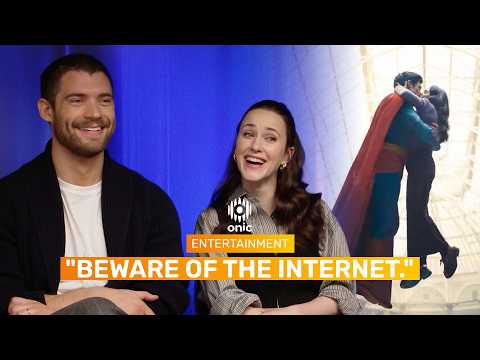 onic
ENTERTAINMENT
"BEWARE OF THE INTERNET."